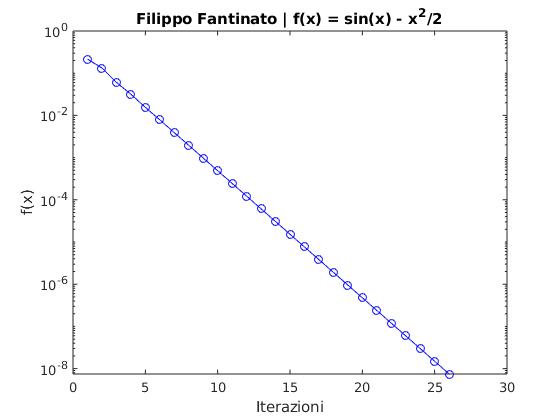 Filippo Fantinato | f(x) = sin(x) - x²/2
10⁰
10⁻²
10⁻⁴
10⁻⁶
10⁻⁸
f(x)
0 5 10 15 20 25 30
Iterazioni